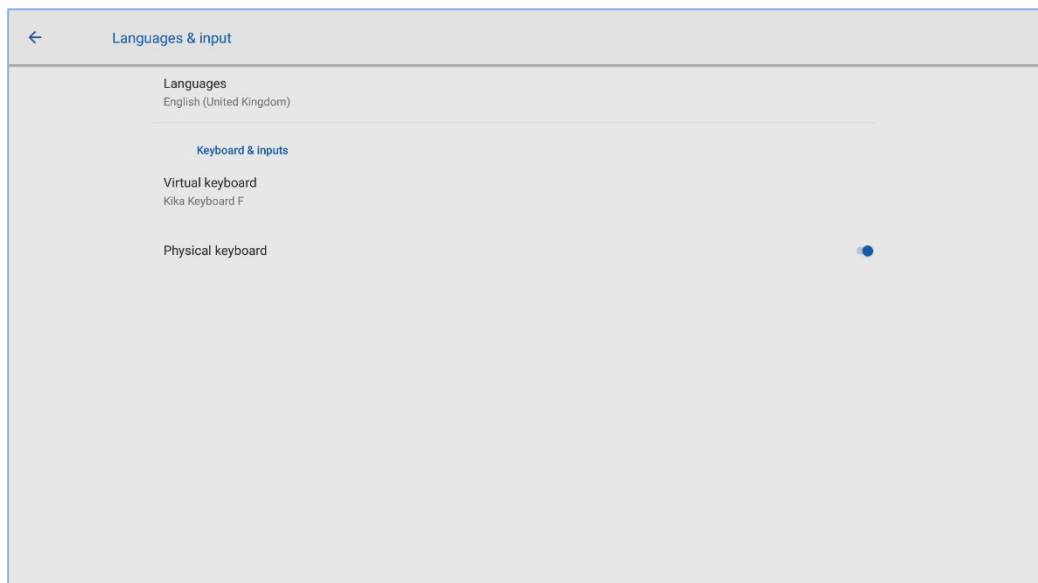 Languages & input
Languages
English (United Kingdom)
Keyboard & inputs
Virtual keyboard
Kika Keyboard F
Physical keyboard